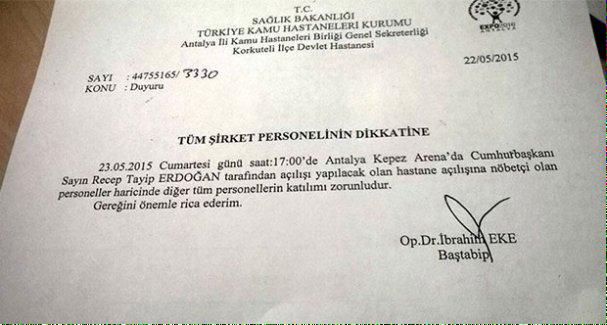 T.C.
SAĞLIK BAKANLIĞI
TÜRKİYE KAMU HASTANELERİ KURUMU
Antalya İli Kamu Hastaneleri Birliği Genel Sekreterliği
Korkuteli İlçe Devlet Hastanesi
EXPO2016
22/05/2015
SAYI : 44755165/3330
KONU : Duyuru
TÜM ŞİRKET PERSONELİNİN DİKKATİNE
23.05.2015 Cumartesi günü saat:17:00'de Antalya Kepez Arena'da Cumhurbaşkanı
Sayın Recep Tayip ERDOĞAN tarafından açılışı yapılacak olan hastane açılışına nöbetçi olan
personeller haricinde diğer tüm personellerin katılımı zorunludur.
Gereğini önemle rica ederim.
Op.Dr.İbrahim EKE
Baştabip